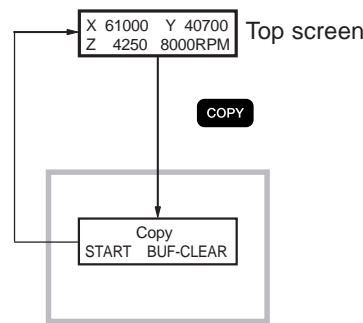 X 61000 Y 40700
Z 4250 8000RPM
Top screen
COPY
Copy
START BUF-CLEAR